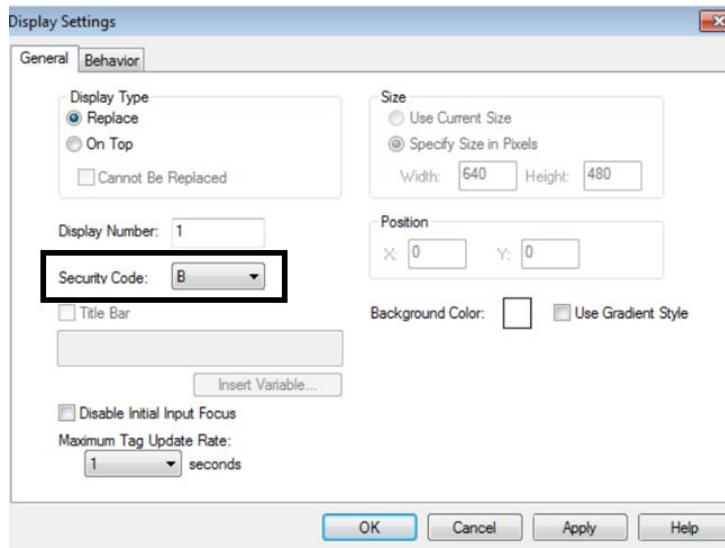 Display Settings
General Behavior
Display Type
Replace
On Top
Cannot Be Replaced
Size
Use Current Size
Specify Size in Pixels
Width: 640 Height: 480
Display Number: 1
Position
X: 0 Y: 0
Security Code: B
Title Bar
Background Color: Use Gradient Style
Insert Variable...
Disable Initial Input Focus
Maximum Tag Update Rate:
1 seconds
OK Cancel Apply Help